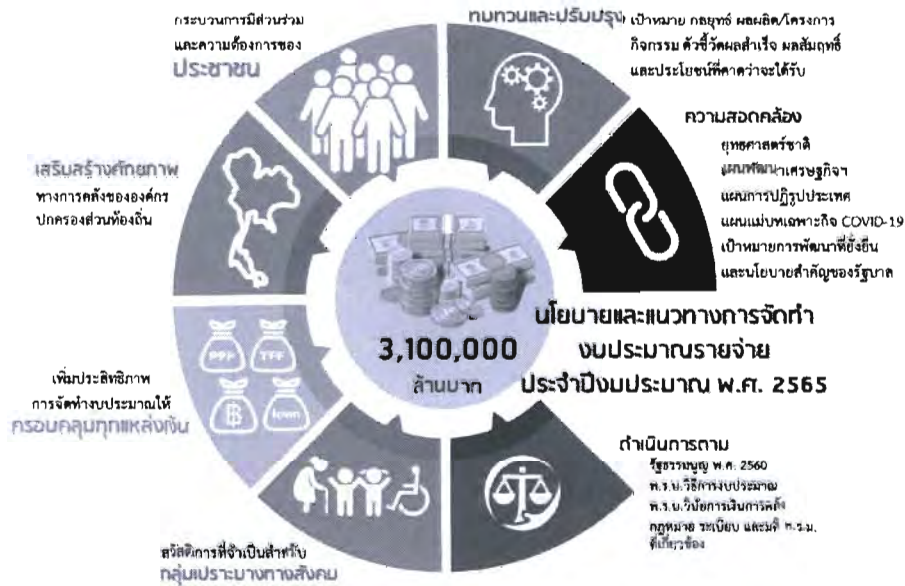 กระบวนการมีส่วนร่วม
และความต้องการของ
ประชาชน
ทบทวนและปรับปรุง เป้าหมาย กลยุทธ์ ผลผลิต/โครงการ
กิจกรรม ตัวชี้วัดผลสำเร็จ ผลสัมฤทธิ์
และประโยชน์ที่คาดว่าจะได้รับ
ความสอดคล้อง
ยุทธศาสตร์ชาติ
แผนพัฒนาเศรษฐกิจฯ
แผนการปฏิรูปประเทศ
แผนแม่บทเฉพาะกิจ COVID-19
เป้าหมายการพัฒนาที่ยั่งยืน
และนโยบายสำคัญของรัฐบาล
เสริมสร้างศักยภาพ
ทางการคลังขององค์กร
ปกครองส่วนท้องถิ่น
3,100,000
ล้านบาท
นโยบายและแนวทางการจัดทำ
งบประมาณรายจ่าย
ประจำปีงบประมาณ พ.ศ. 2565
PPP TFF
฿ เงินกู้
เพิ่มประสิทธิภาพ
การจัดทำงบประมาณให้
ครอบคลุมทุกแหล่งเงิน
ดำเนินการตาม
รัฐธรรมนูญ พ.ศ. 2560
พ.ร.บ.วิธีการงบประมาณ
พ.ร.บ.วินัยการเงินการคลัง
กฎหมาย ระเบียบ และมติ ค.ร.ม.
ที่เกี่ยวข้อง
สวัสดิการที่จำเป็นสำหรับ
กลุ่มเปราะบางทางสังคม